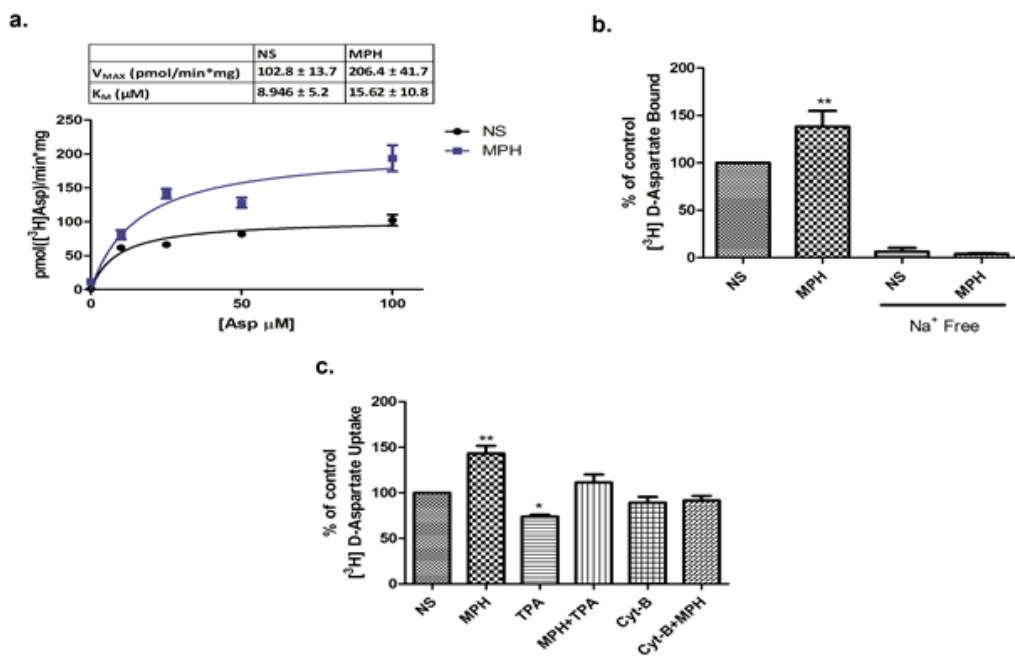 a.
NS MPH
VMAX (pmol/min*mg) 102.8 ± 13.7 206.4 ± 41.7
KM (μM) 8.946 ± 5.2 15.62 ± 10.8
pmol([³H]Asp)/min*mg
250
200
150
100
50
0
0 50 100
[Asp μM]
NS
MPH
b.
% of control
[³H] D-Aspartate Bound
200
150
100
50
0
**
NS MPH NS MPH
Na⁺ Free
c.
% of control
[³H] D-Aspartate Uptake
200
150
100
50
0
**
*
NS MPH TPA MPH+TPA Cyt-B Cyt-B+MPH